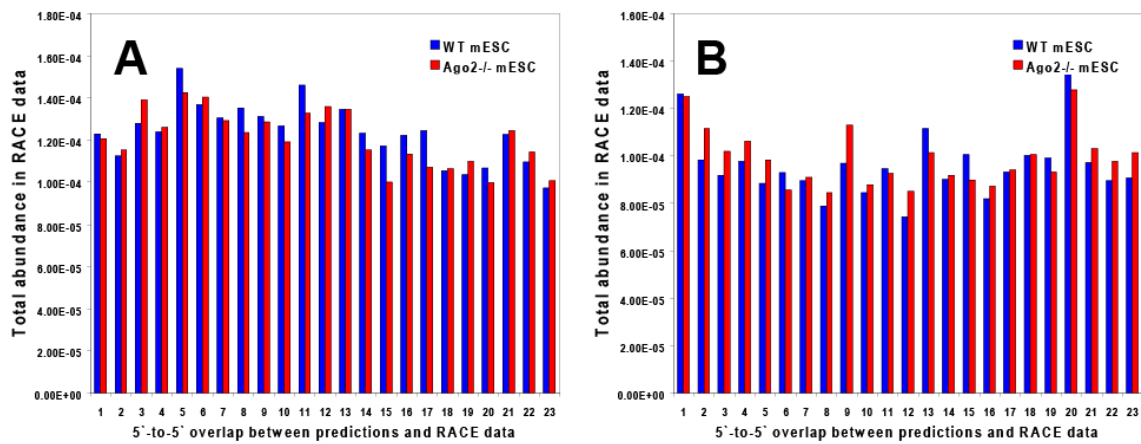 A
WT mESC
Ago2-/- mESC
Total abundance in RACE data
1.80E-04
1.60E-04
1.40E-04
1.20E-04
1.00E-04
8.00E-05
6.00E-05
4.00E-05
2.00E-05
0.00E+00
1 2 3 4 5 6 7 8 9 10 11 12 13 14 15 16 17 18 19 20 21 22 23
5`-to-5` overlap between predictions and RACE data
B
WT mESC
Ago2-/- mESC
Total abundance in RACE data
1.60E-04
1.40E-04
1.20E-04
1.00E-04
8.00E-05
6.00E-05
4.00E-05
2.00E-05
0.00E+00
1 2 3 4 5 6 7 8 9 10 11 12 13 14 15 16 17 18 19 20 21 22 23
5`-to-5` overlap between predictions and RACE data